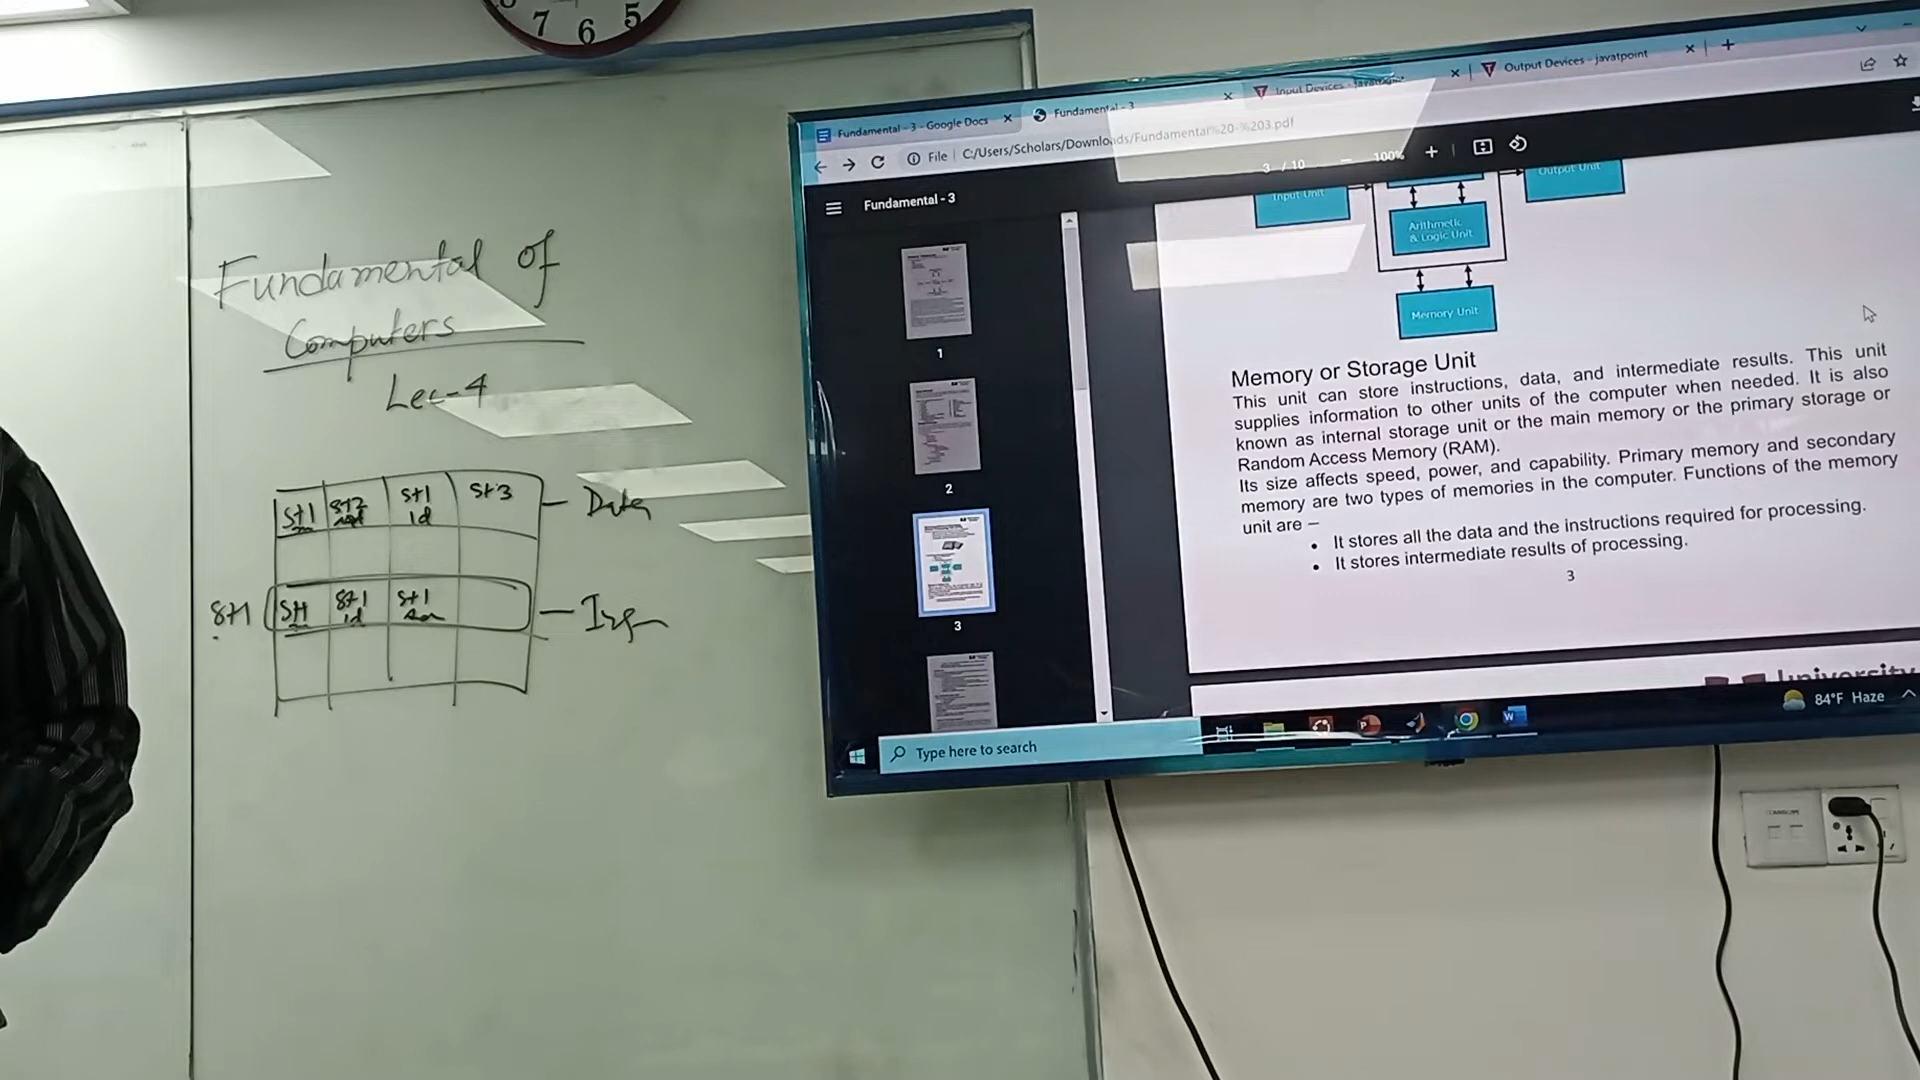 7 6 5
Fundamental of
Computers
Lec-4
st1 st2 st1 id st3 - Data
st1 st1 st1 id st1
Fundamental - 3 - Google Docs
Fundamental - 3
Input Devices - javatpoint
Output Devices - javatpoint
File C:/Users/Scholars/Downloads/Fundamental%20-%203.pdf
Fundamental - 3
3 / 10
100%
1
2
3
Input Unit
Output Unit
Arithmetic
& Logic Unit
Memory Unit
Memory or Storage Unit
This unit can store instructions, data, and intermediate results. This unit
supplies information to other units of the computer when needed. It is also
known as internal storage unit or the main memory or the primary storage or
Random Access Memory (RAM).
Its size affects speed, power, and capability. Primary memory and secondary
memory are two types of memories in the computer. Functions of the memory
unit are –
• It stores all the data and the instructions required for processing.
• It stores intermediate results of processing.
3
University
Type here to search
84°F Haze